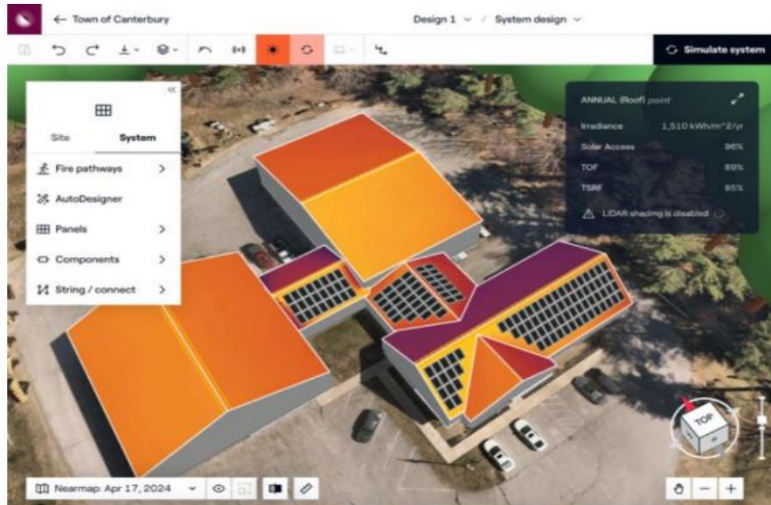 ← Town of Canterbury
Design 1 / System design
Simulate system
Site System
Fire pathways
AutoDesigner
Panels
Components
String / connect
ANNUAL (Roof) point
Irradiance 1,510 kWh/m^2/yr
Solar Access 96%
TOF 89%
TSRF 85%
LIDAR shading is disabled
TOP
Nearmap: Apr 17, 2024